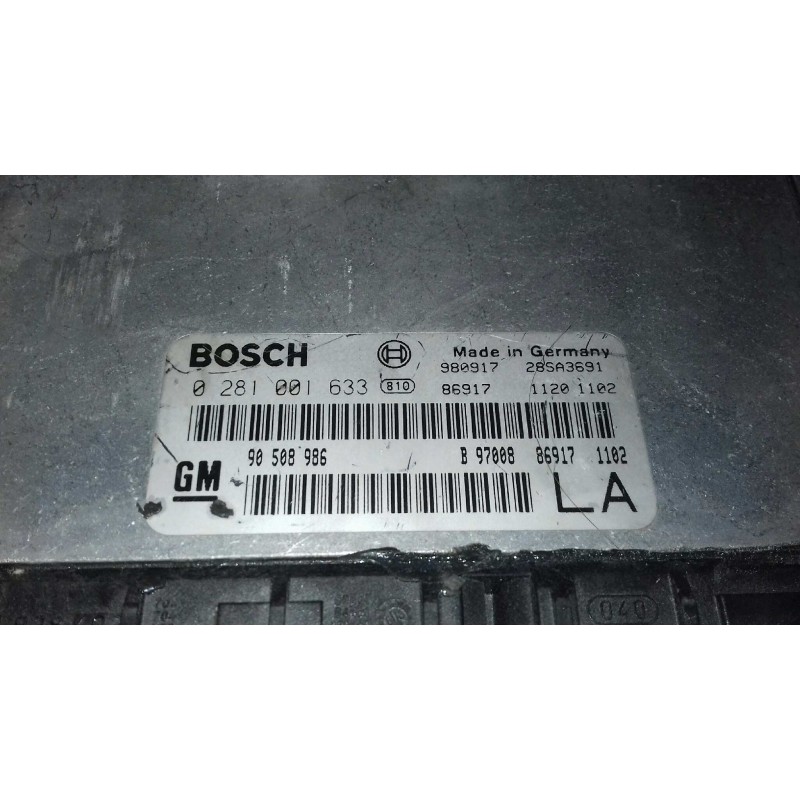 BOSCH Made in Germany
980917 28SA3691
0 281 001 633 810 86917 1120 1102
GM 90 508 986 B 97008 86917 1102
LA
040